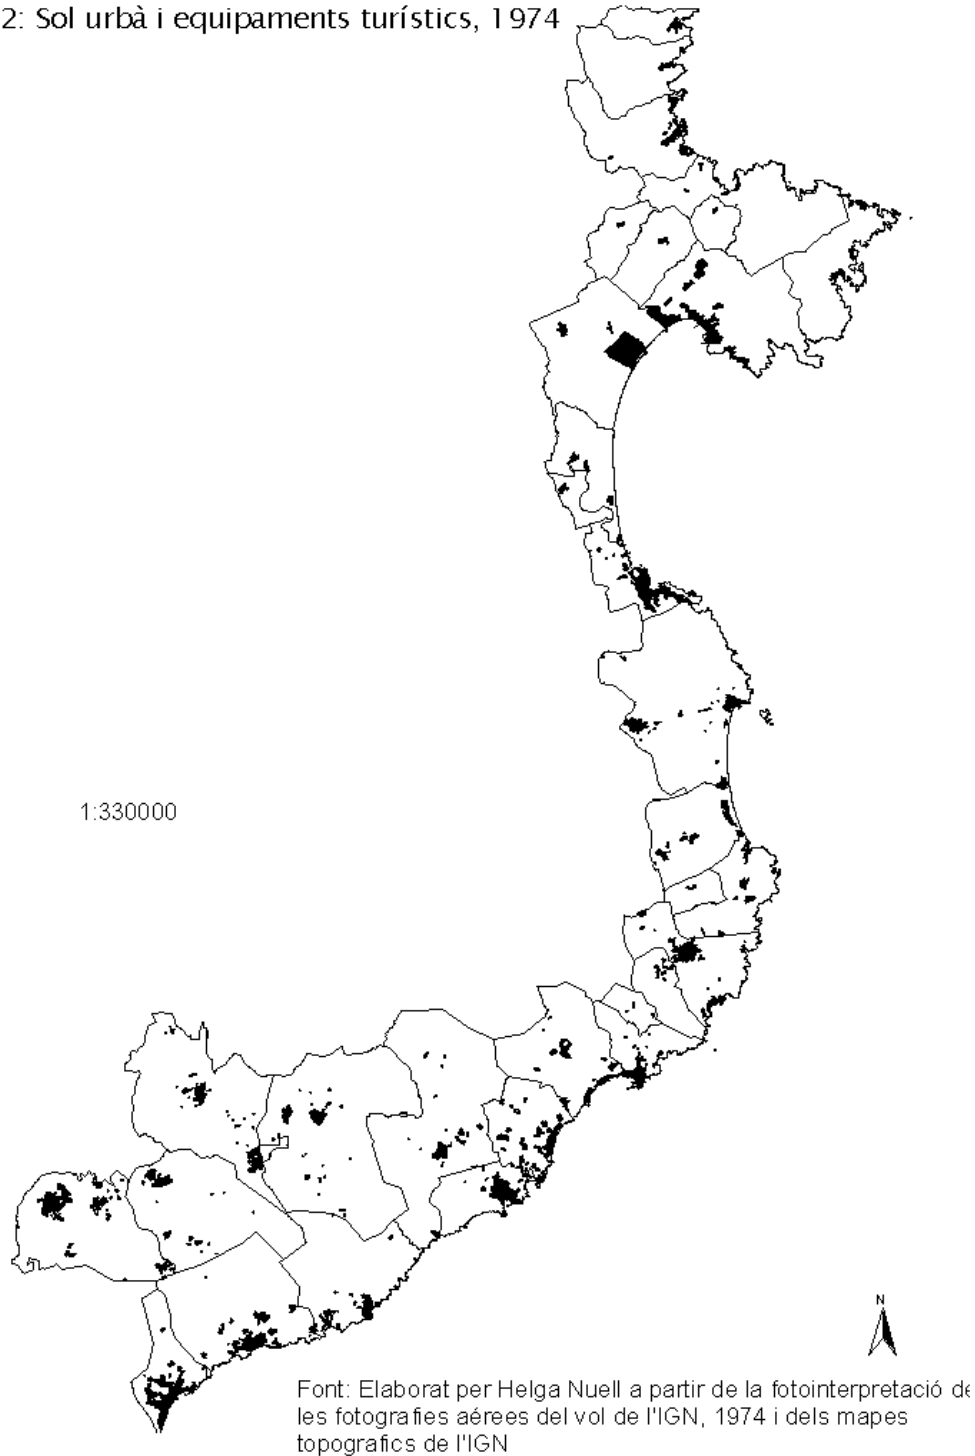 2: Sol urbà i equipaments turístics, 1974
1:330000
N
Font: Elaborat per Helga Nuell a partir de la fotointerpretació de
les fotografies aérees del vol de l'IGN, 1974 i dels mapes
topografics de l'IGN